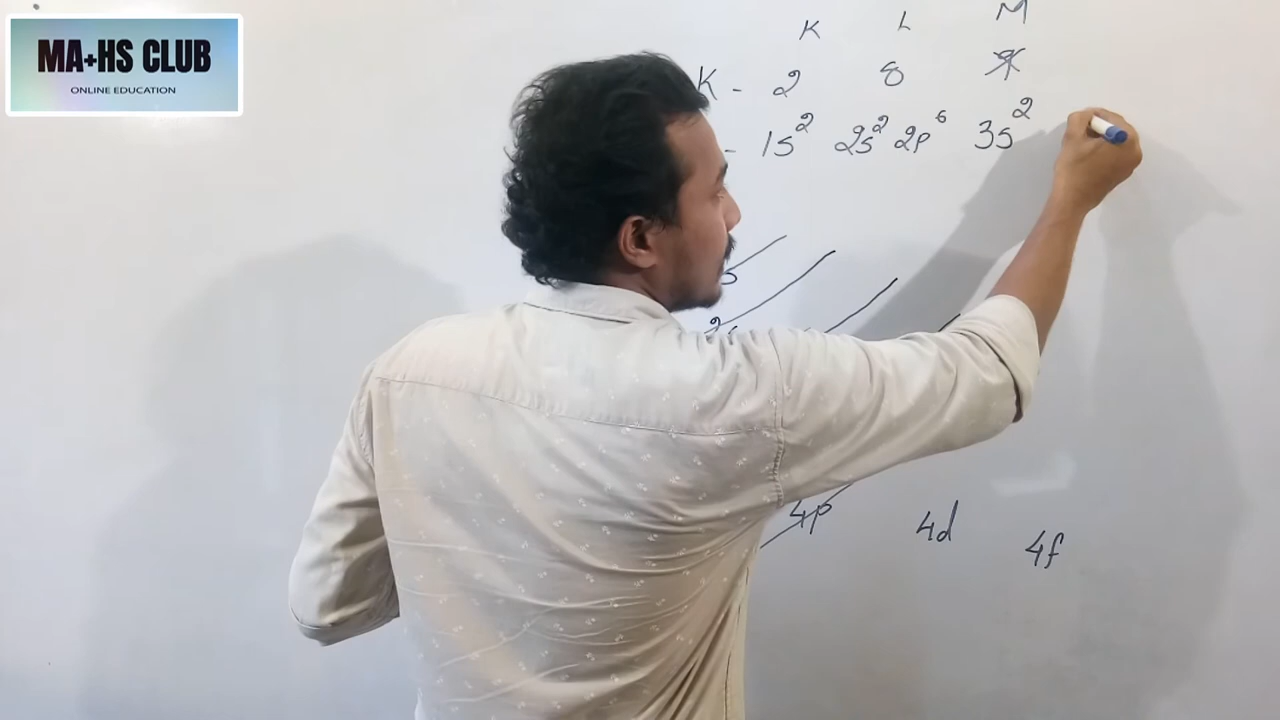 MA+HS CLUB
ONLINE EDUCATION
K L M
K - 2 8
- 1s² 2s² 2p⁶ 3s²
4p 4d 4f